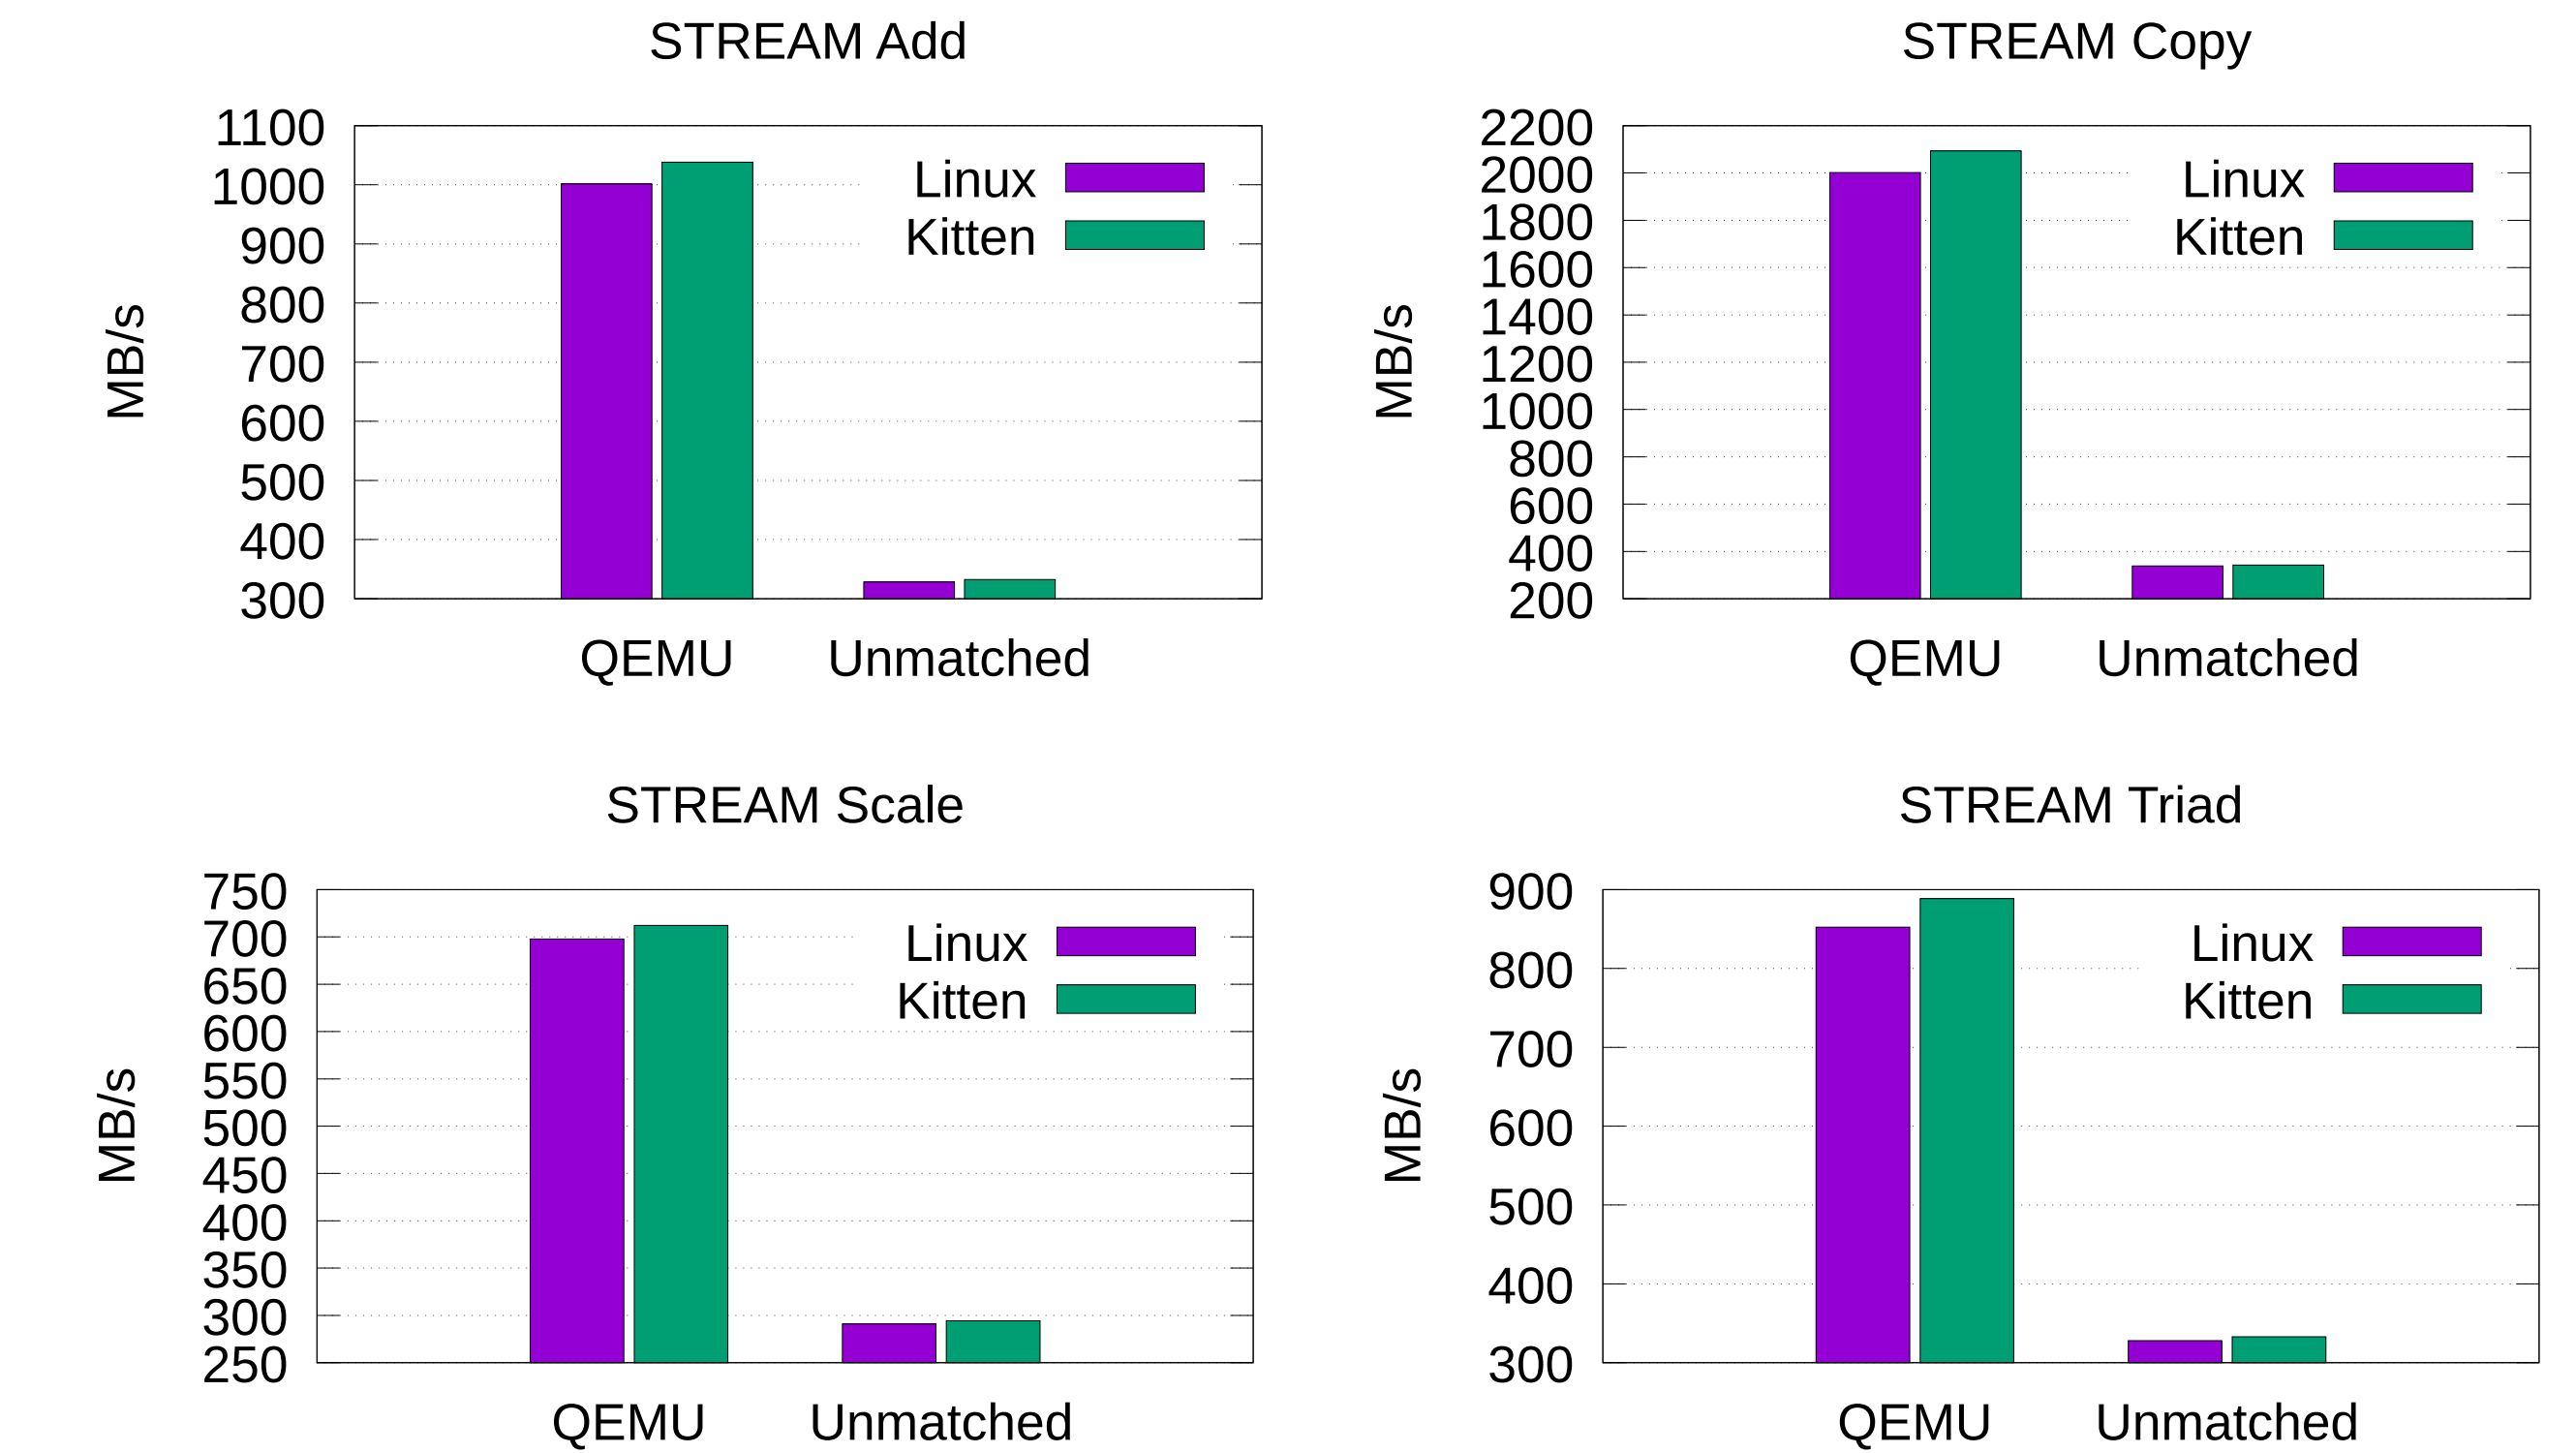 STREAM Add
MB/s
1100
1000
900
800
700
600
500
400
300
Linux
Kitten
QEMU Unmatched
STREAM Copy
MB/s
2200
2000
1800
1600
1400
1200
1000
800
600
400
200
Linux
Kitten
QEMU Unmatched
STREAM Scale
MB/s
750
700
650
600
550
500
450
400
350
300
250
Linux
Kitten
QEMU Unmatched
STREAM Triad
MB/s
900
800
700
600
500
400
300
Linux
Kitten
QEMU Unmatched